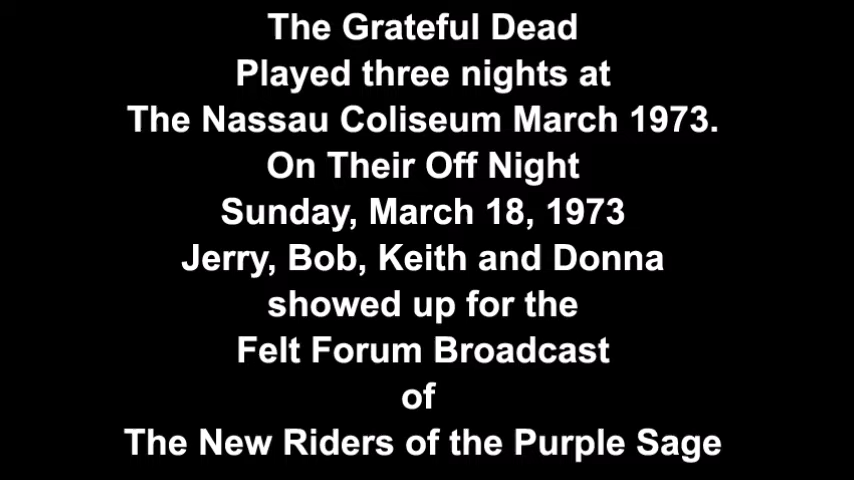 The Grateful Dead
Played three nights at
The Nassau Coliseum March 1973.
On Their Off Night
Sunday, March 18, 1973
Jerry, Bob, Keith and Donna
showed up for the
Felt Forum Broadcast
of
The New Riders of the Purple Sage